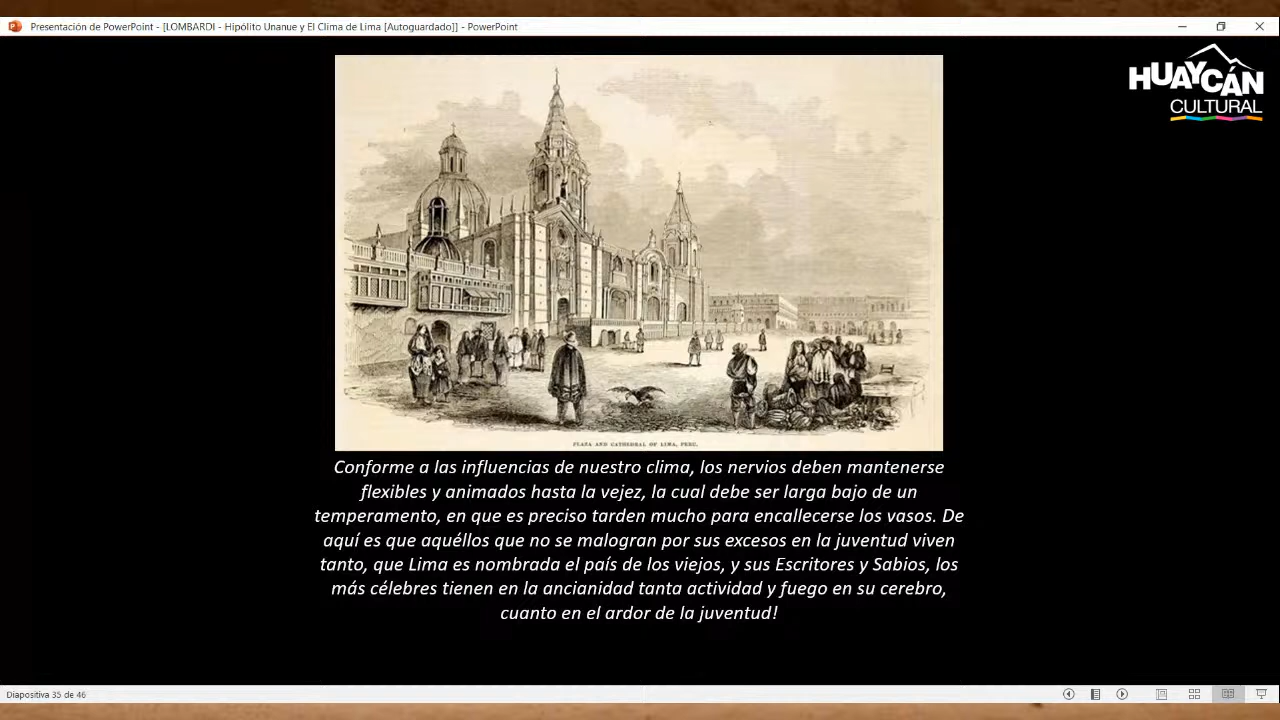 Presentación de PowerPoint - [LOMBARDI - Hipólito Unanue y El Clima de Lima [Autoguardado]] - PowerPoint
HUAYCÁN
CULTURAL
PLAZA AND CATHEDRAL OF LIMA, PERU.
Conforme a las influencias de nuestro clima, los nervios deben mantenerse
flexibles y animados hasta la vejez, la cual debe ser larga bajo de un
temperamento, en que es preciso tarden mucho para encallecerse los vasos. De
aquí es que aquéllos que no se malogran por sus excesos en la juventud viven
tanto, que Lima es nombrada el país de los viejos, y sus Escritores y Sabios, los
más célebres tienen en la ancianidad tanta actividad y fuego en su cerebro,
cuanto en el ardor de la juventud!
Diapositiva 35 de 46